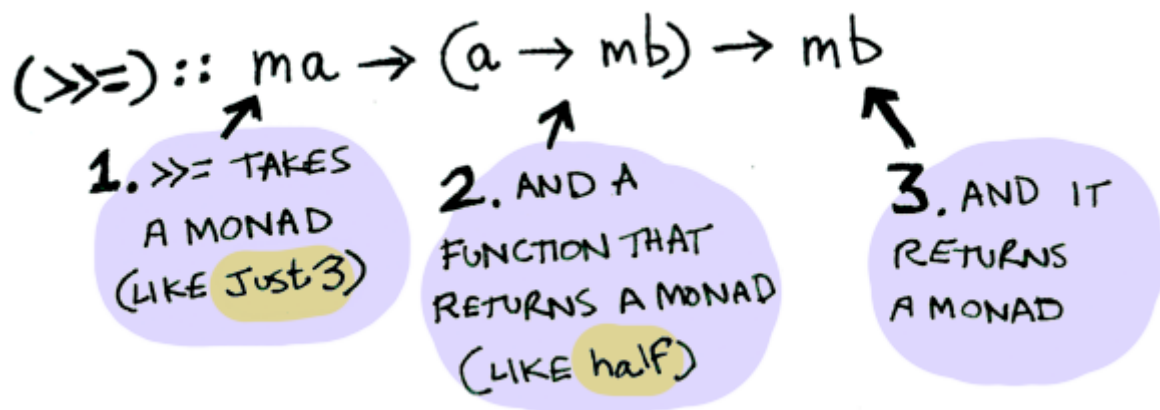 (>>=) :: ma → (a → mb) → mb
1. >>= TAKES
A MONAD
(LIKE Just 3)
2. AND A
FUNCTION THAT
RETURNS A MONAD
(LIKE half)
3. AND IT
RETURNS
A MONAD